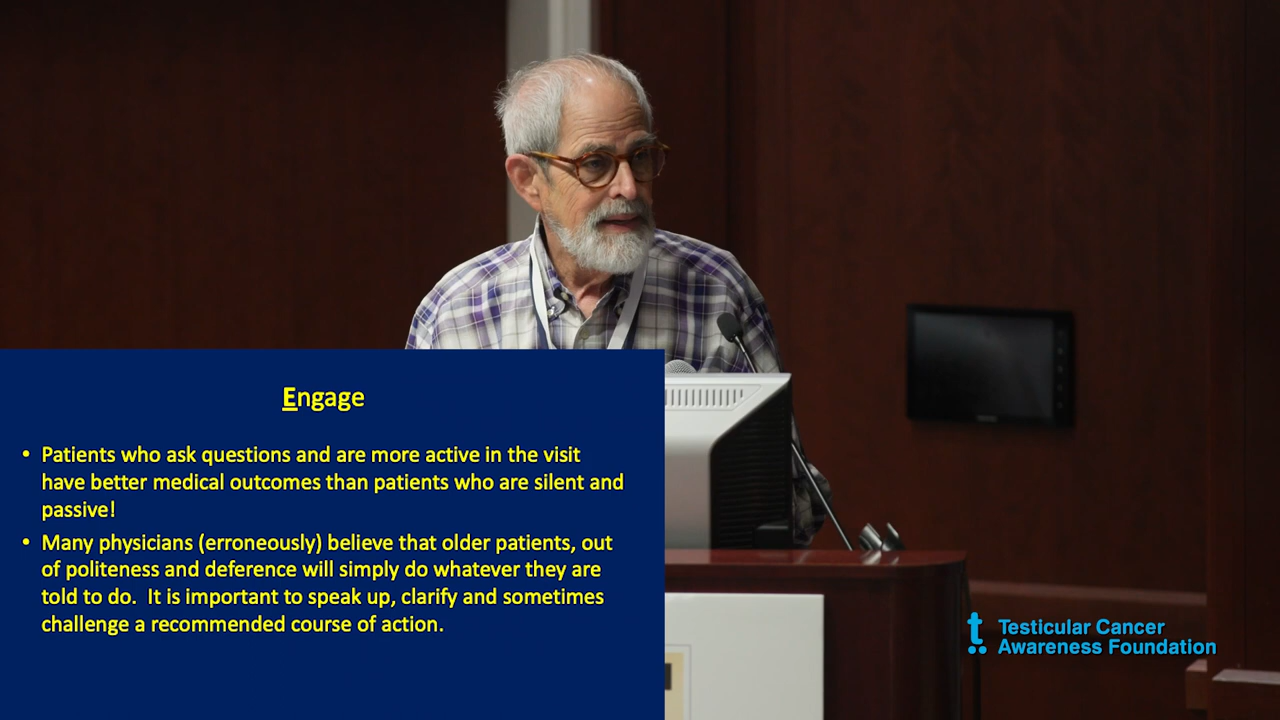 Engage
• Patients who ask questions and are more active in the visit
have better medical outcomes than patients who are silent and
passive!
• Many physicians (erroneously) believe that older patients, out
of politeness and deference will simply do whatever they are
told to do.  It is important to speak up, clarify and sometimes
challenge a recommended course of action.
Testicular Cancer
Awareness Foundation